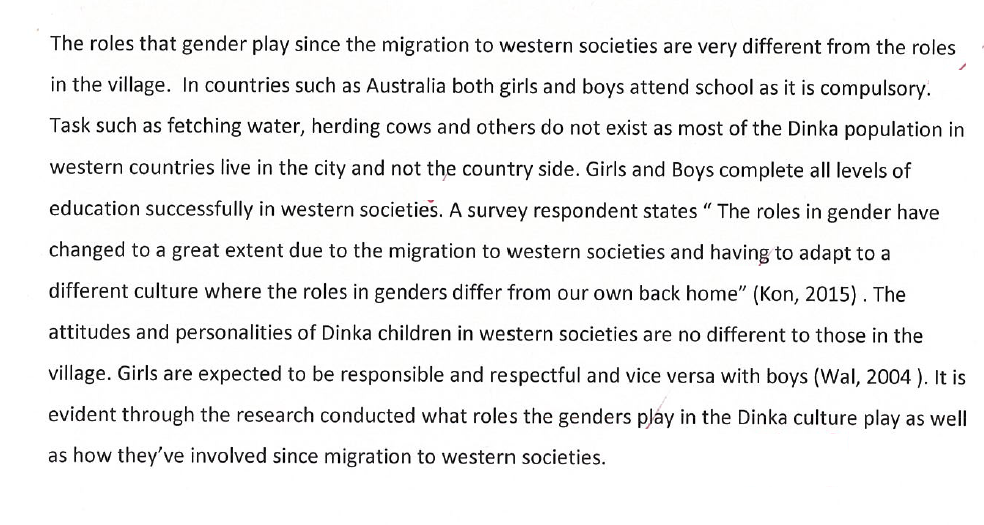 The roles that gender play since the migration to western societies are very different from the roles
in the village.  In countries such as Australia both girls and boys attend school as it is compulsory.
Task such as fetching water, herding cows and others do not exist as most of the Dinka population in
western countries live in the city and not the country side. Girls and Boys complete all levels of
education successfully in western societies. A survey respondent states “ The roles in gender have
changed to a great extent due to the migration to western societies and having to adapt to a
different culture where the roles in genders differ from our own back home” (Kon, 2015) . The
attitudes and personalities of Dinka children in western societies are no different to those in the
village. Girls are expected to be responsible and respectful and vice versa with boys (Wal, 2004 ). It is
evident through the research conducted what roles the genders play in the Dinka culture play as well
as how they’ve involved since migration to western societies.